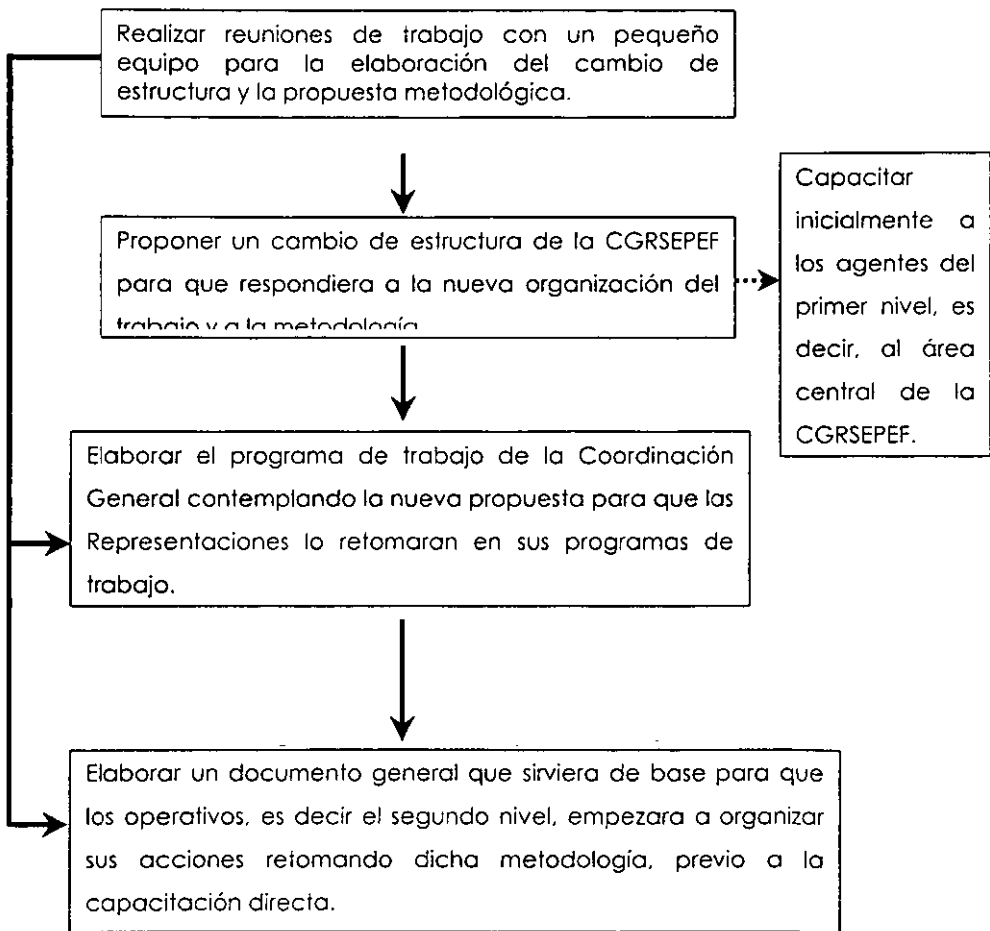 Realizar reuniones de trabajo con un pequeño
equipo para la elaboración del cambio de
estructura y la propuesta metodológica.
Proponer un cambio de estructura de la CGRSEPEF
para que respondiera a la nueva organización del
trabajo y a la metodología
Capacitar
inicialmente a
los agentes del
primer nivel, es
decir, al área
central de la
CGRSEPEF.
Elaborar el programa de trabajo de la Coordinación
General contemplando la nueva propuesta para que las
Representaciones lo retomaran en sus programas de
trabajo.
Elaborar un documento general que sirviera de base para que
los operativos, es decir el segundo nivel, empezara a organizar
sus acciones retomando dicha metodología, previo a la
capacitación directa.